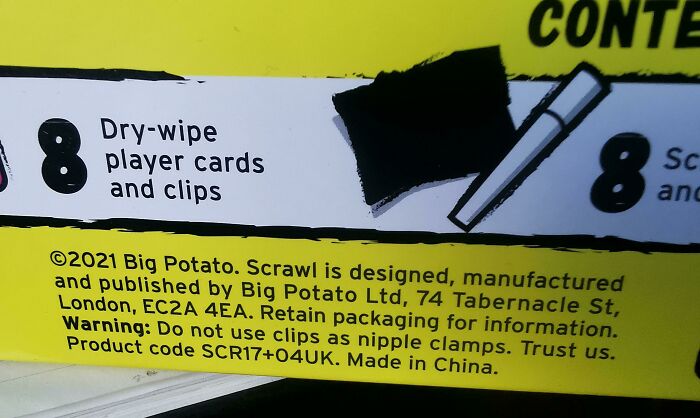 CONTE
8 Dry-wipe
player cards
and clips
8 Sc
and
©2021 Big Potato. Scrawl is designed, manufactured
and published by Big Potato Ltd, 74 Tabernacle St,
London, EC2A 4EA. Retain packaging for information.
Warning: Do not use clips as nipple clamps. Trust us.
Product code SCR17+04UK. Made in China.